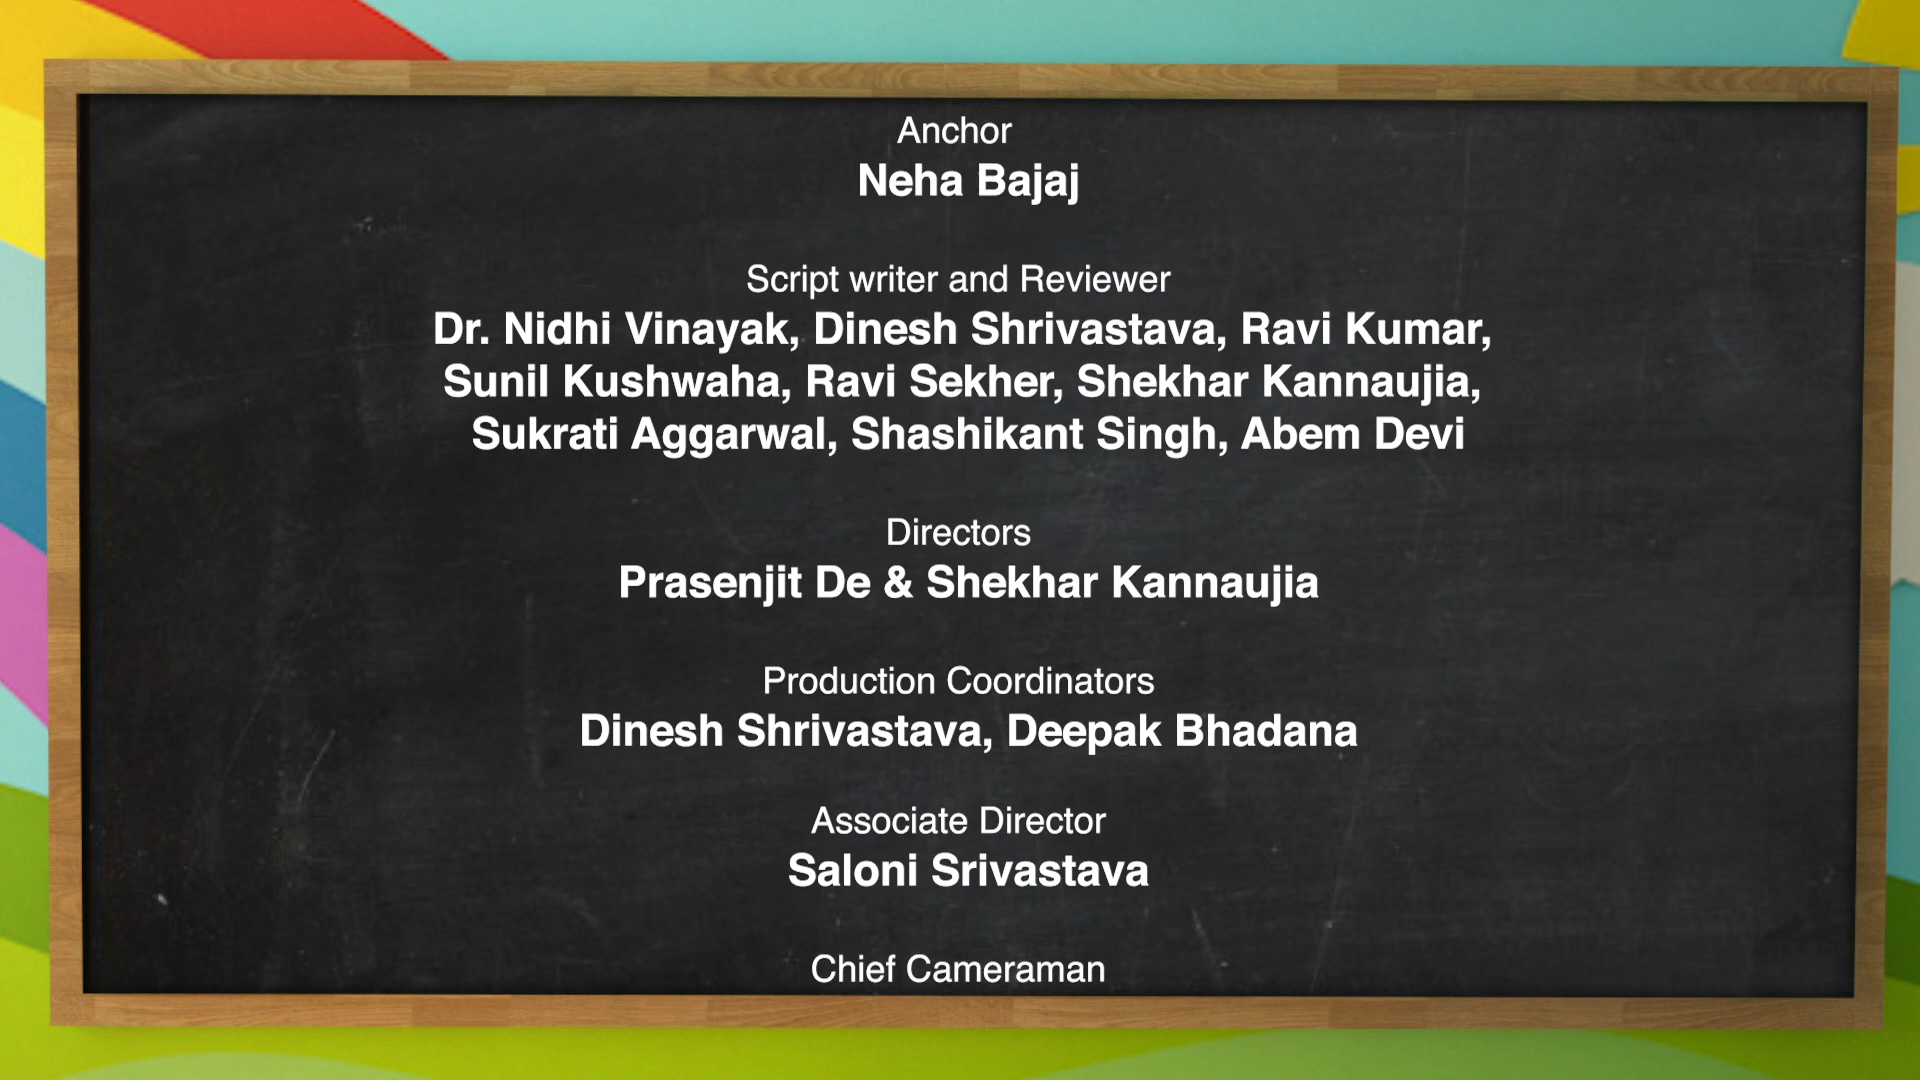 Anchor
Neha Bajaj
Script writer and Reviewer
Dr. Nidhi Vinayak, Dinesh Shrivastava, Ravi Kumar,
Sunil Kushwaha, Ravi Sekher, Shekhar Kannaujia,
Sukrati Aggarwal, Shashikant Singh, Abem Devi
Directors
Prasenjit De & Shekhar Kannaujia
Production Coordinators
Dinesh Shrivastava, Deepak Bhadana
Associate Director
Saloni Srivastava
Chief Cameraman